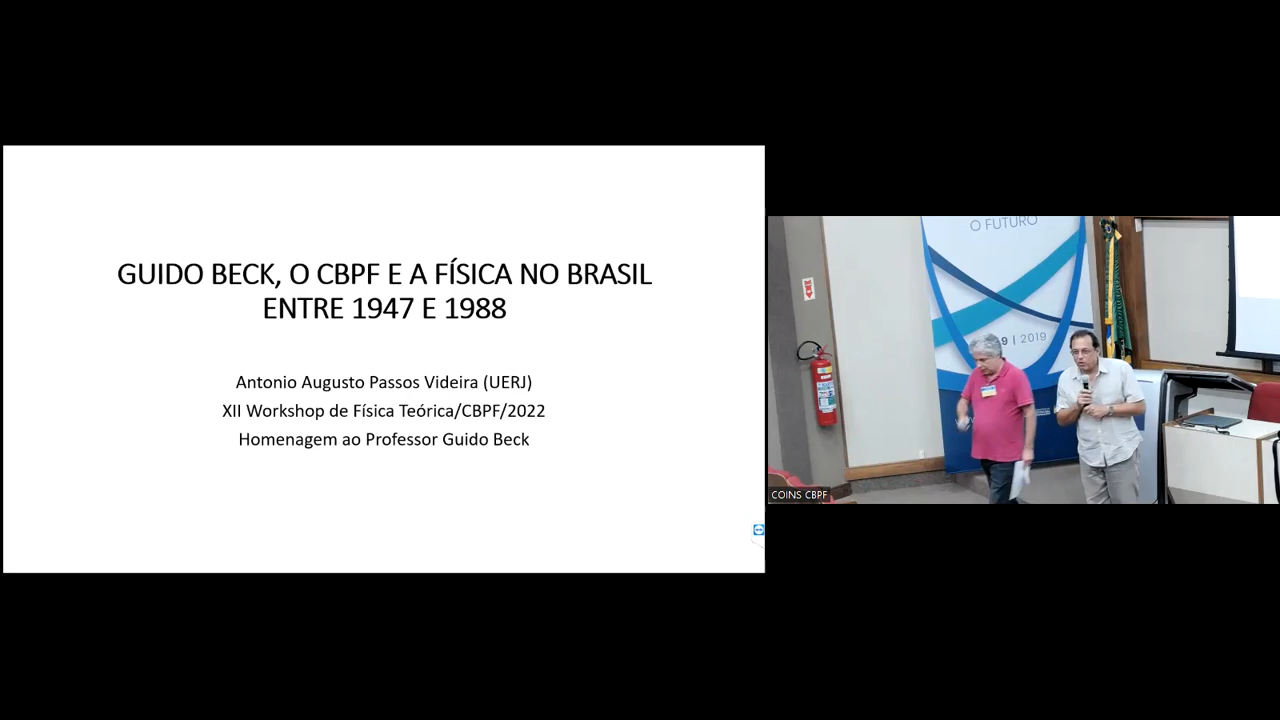 GUIDO BECK, O CBPF E A FÍSICA NO BRASIL
ENTRE 1947 E 1988
Antonio Augusto Passos Videira (UERJ)
XII Workshop de Física Teórica/CBPF/2022
Homenagem ao Professor Guido Beck
O FUTURO
9 | 2019
COINS CBPF